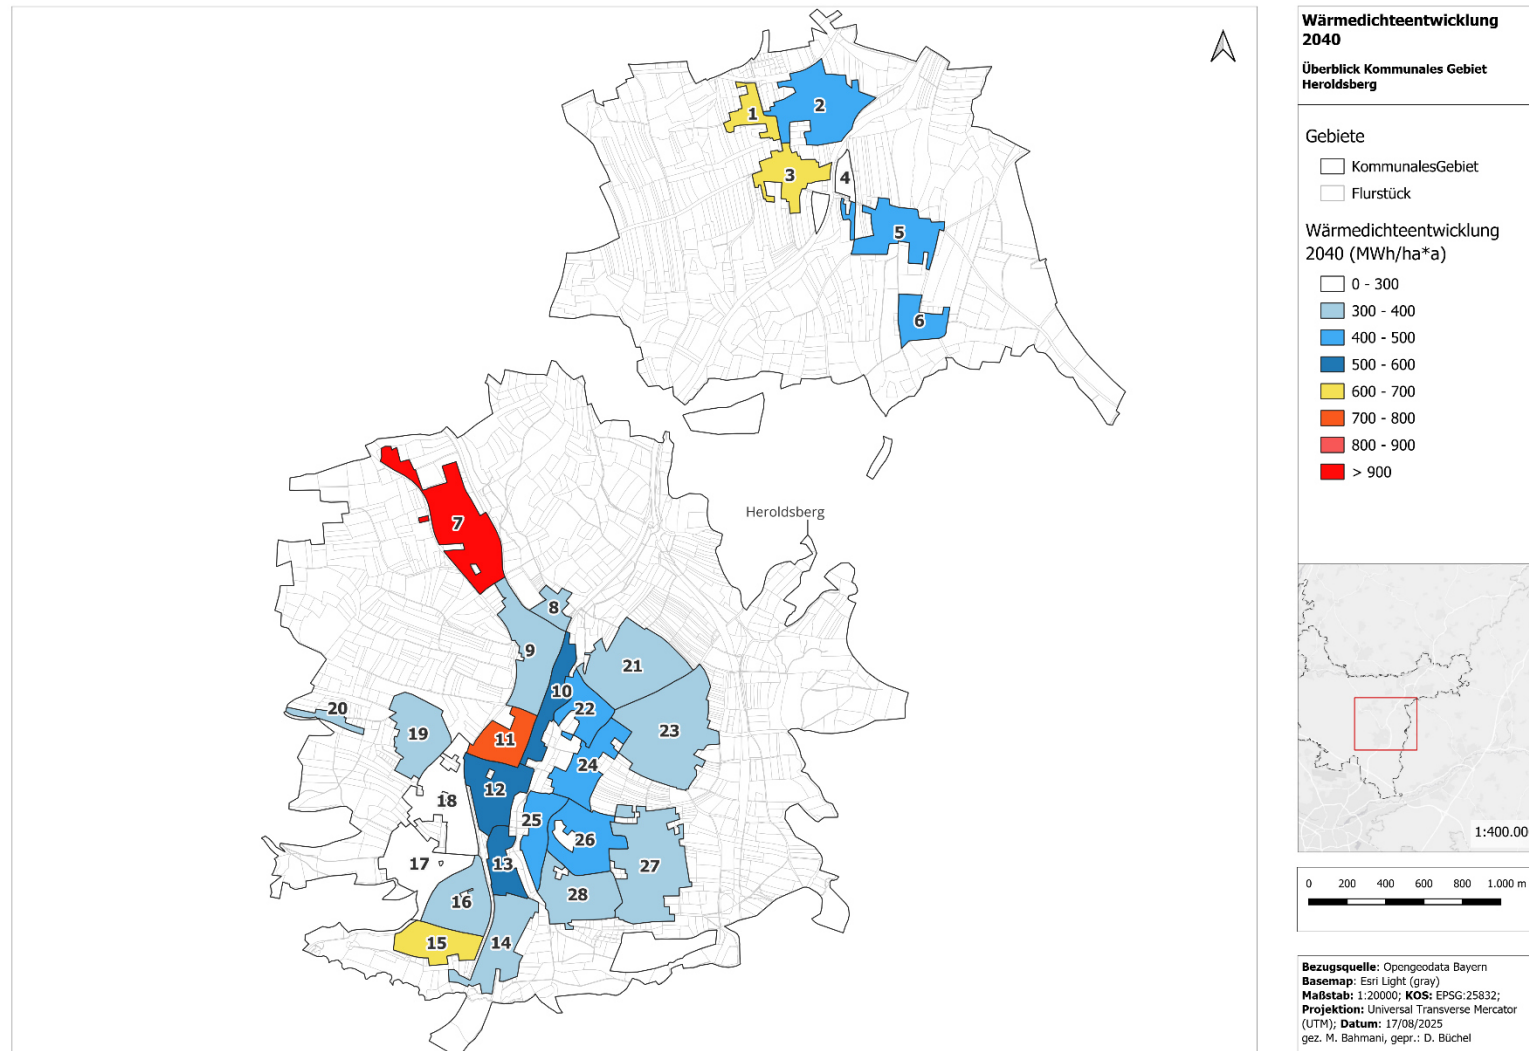 1
2
3
4
5
6
7
Heroldsberg
8
9
10
21
22
20
19
11
23
24
12
18
25
26
13
17
27
16
28
15
14
Wärmedichteentwicklung
2040
Überblick Kommunales Gebiet
Heroldsberg
Gebiete
KommunalesGebiet
Flurstück
Wärmedichteentwicklung
2040 (MWh/ha*a)
0 - 300
300 - 400
400 - 500
500 - 600
600 - 700
700 - 800
800 - 900
> 900
1:400.00
0 200 400 600 800 1.000 m
Bezugsquelle: Opengeodata Bayern
Basemap: Esri Light (gray)
Maßstab: 1:20000; KOS: EPSG:25832;
Projektion: Universal Transverse Mercator
(UTM); Datum: 17/08/2025
gez. M. Bahmani, gepr.: D. Büchel